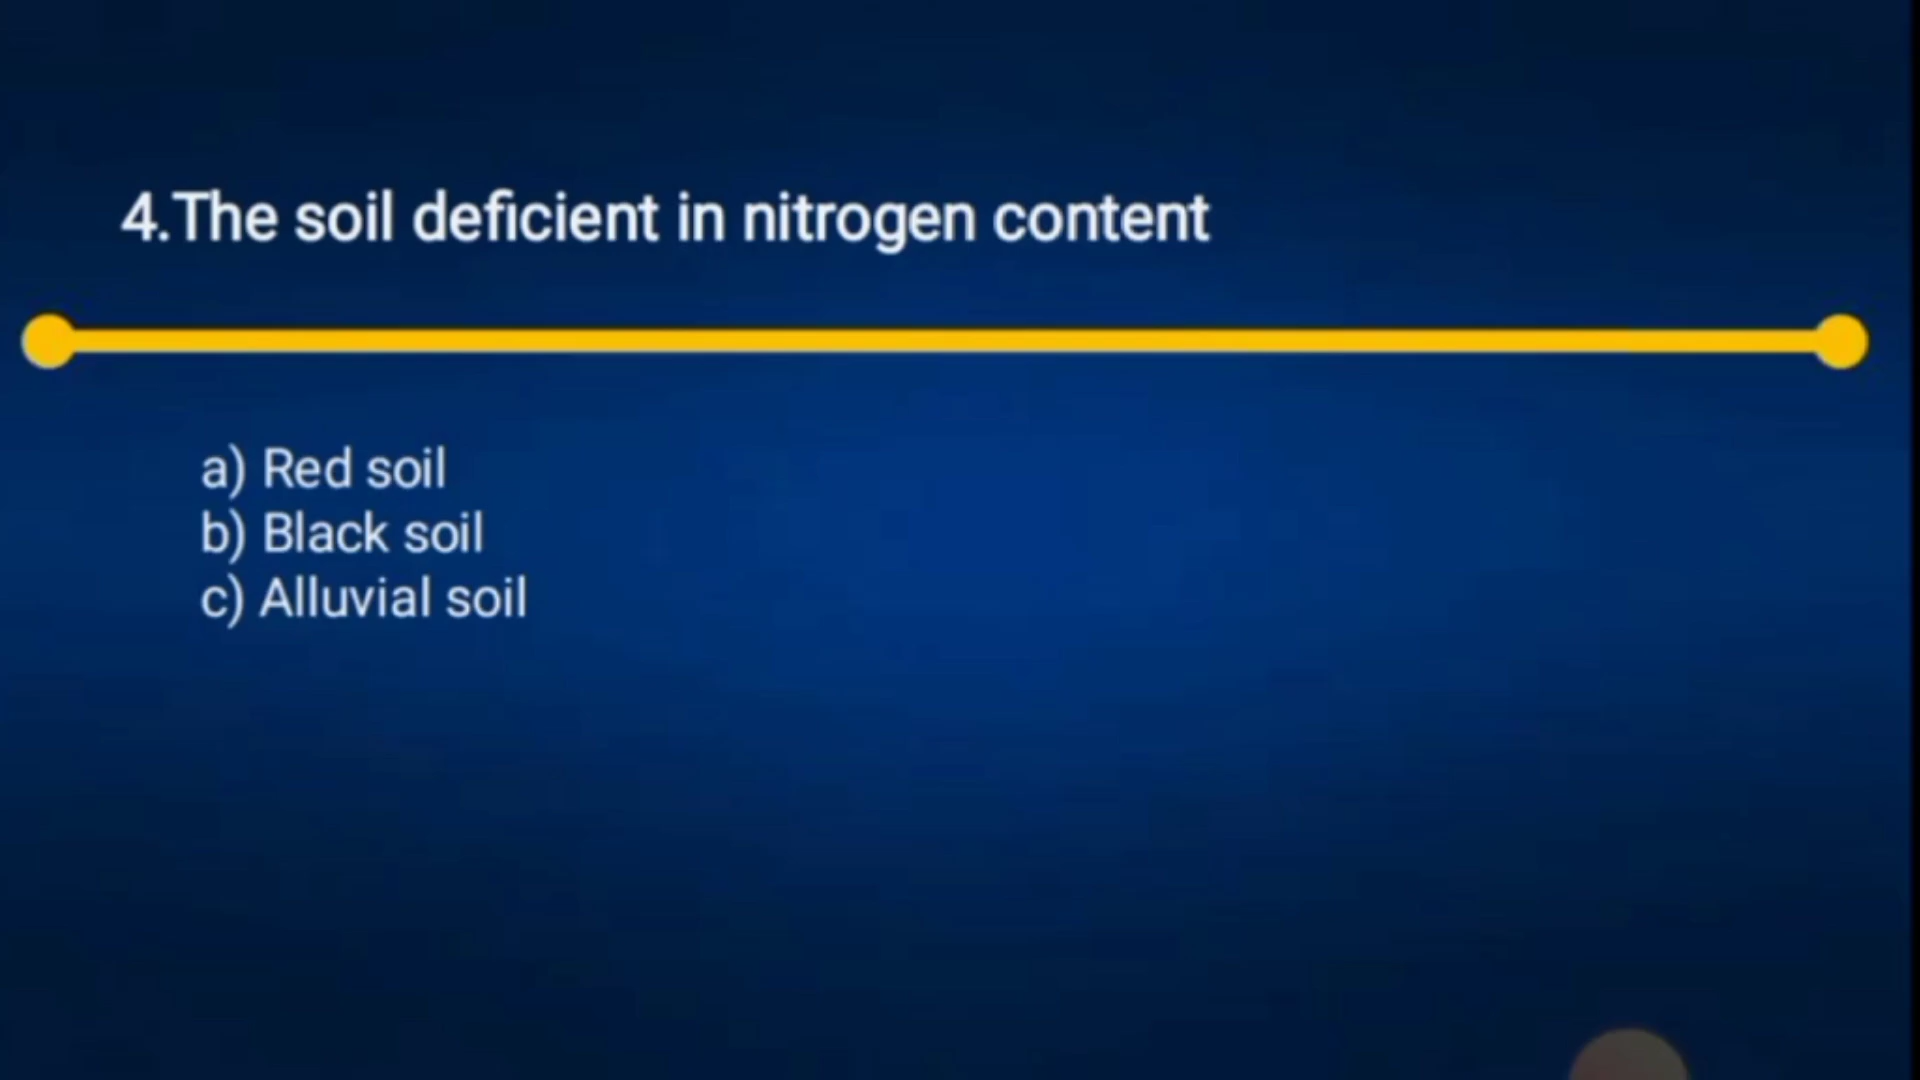 4.The soil deficient in nitrogen content
a) Red soil
b) Black soil
c) Alluvial soil